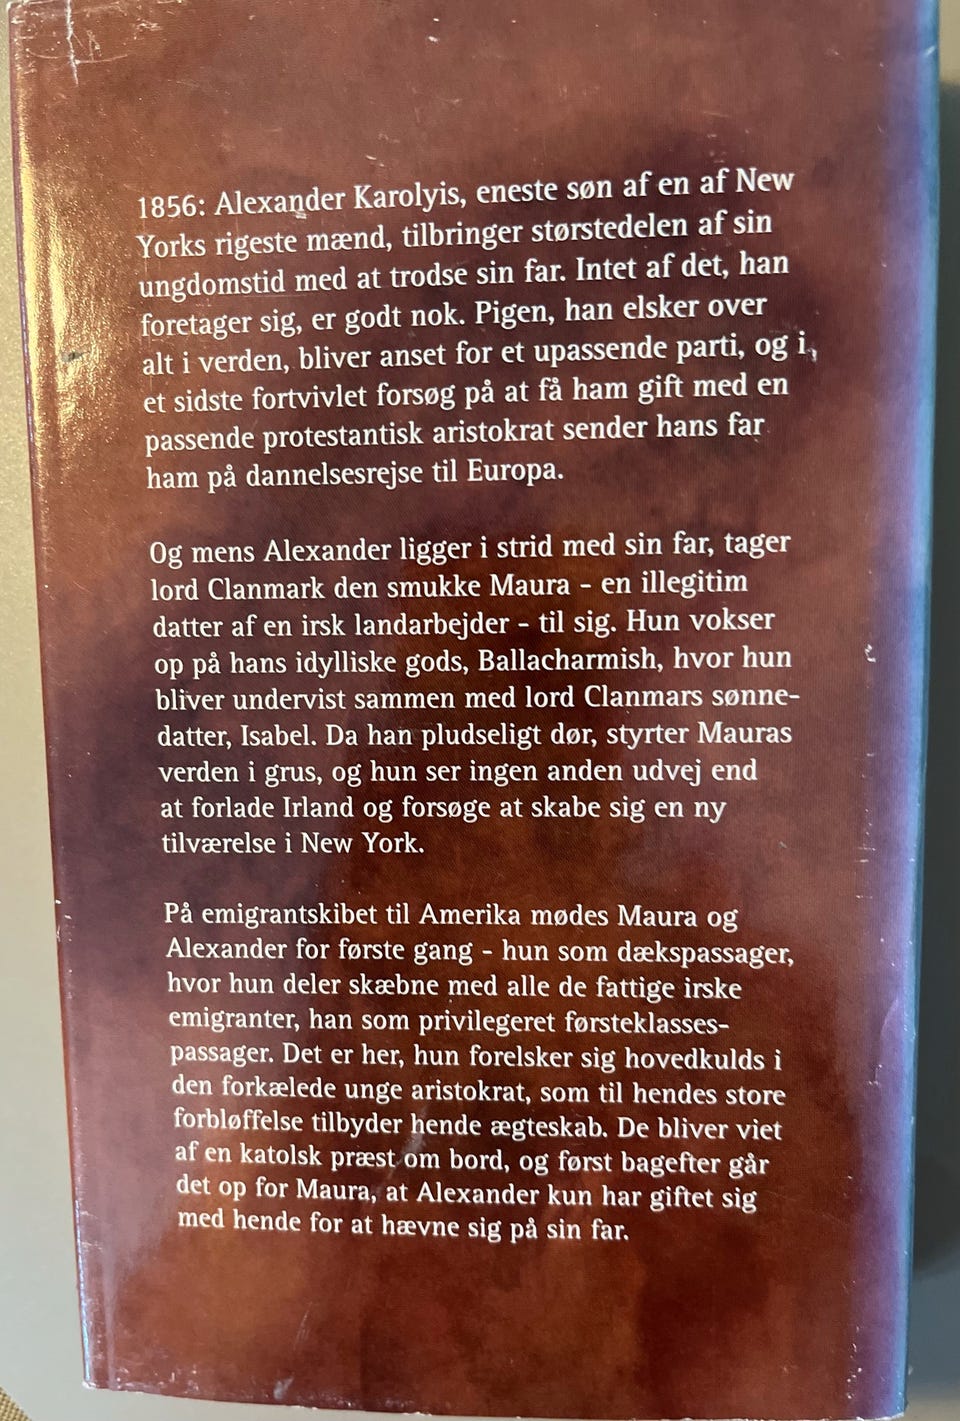 1856: Alexander Karolyis, eneste søn af en af New
Yorks rigeste mænd, tilbringer størstedelen af sin
ungdomstid med at trodse sin far. Intet af det, han
foretager sig, er godt nok. Pigen, han elsker over
alt i verden, bliver anset for et upassende parti, og i
et sidste fortvivlet forsøg på at få ham gift med en
passende protestantisk aristokrat sender hans far
ham på dannelsesrejse til Europa.
Og mens Alexander ligger i strid med sin far, tager
lord Clanmark den smukke Maura – en illegitim
datter af en irsk landarbejder – til sig. Hun vokser
op på hans idylliske gods, Ballacharmish, hvor hun
bliver undervist sammen med lord Clanmars sønne-
datter, Isabel. Da han pludseligt dør, styrter Mauras
verden i grus, og hun ser ingen anden udvej end
at forlade Irland og forsøge at skabe sig en ny
tilværelse i New York.
På emigrantskibet til Amerika mødes Maura og
Alexander for første gang – hun som dækspassager,
hvor hun deler skæbne med alle de fattige irske
emigranter, han som privilegeret førsteklasses-
passager. Det er her, hun forelsker sig hovedkulds i
den forkælede unge aristokrat, som til hendes store
forbløffelse tilbyder hende ægteskab. De bliver viet
af en katolsk præst om bord, og først bagefter går
det op for Maura, at Alexander kun har giftet sig
med hende for at hævne sig på sin far.